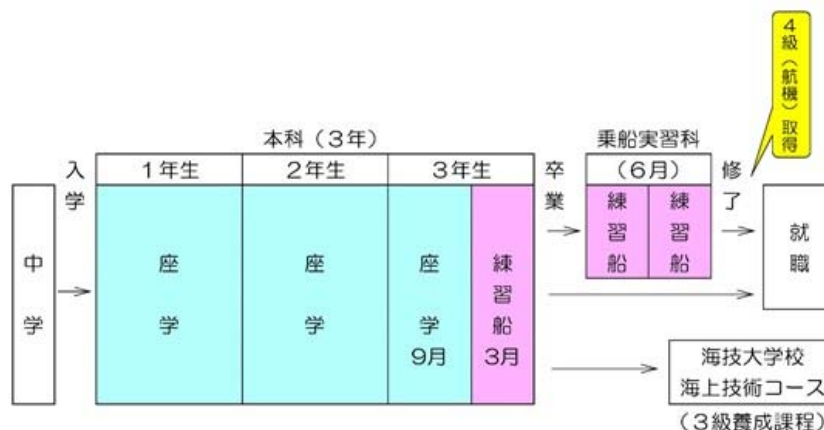 4級(航機)取得
本科(3年)
乗船実習科
入学
1年生
2年生
3年生
卒業
(6月)
修了
中学
座学
座学
座学
9月
練習船
3月
練習船
練習船
就職
海技大学校
海上技術コース
(3級養成課程)